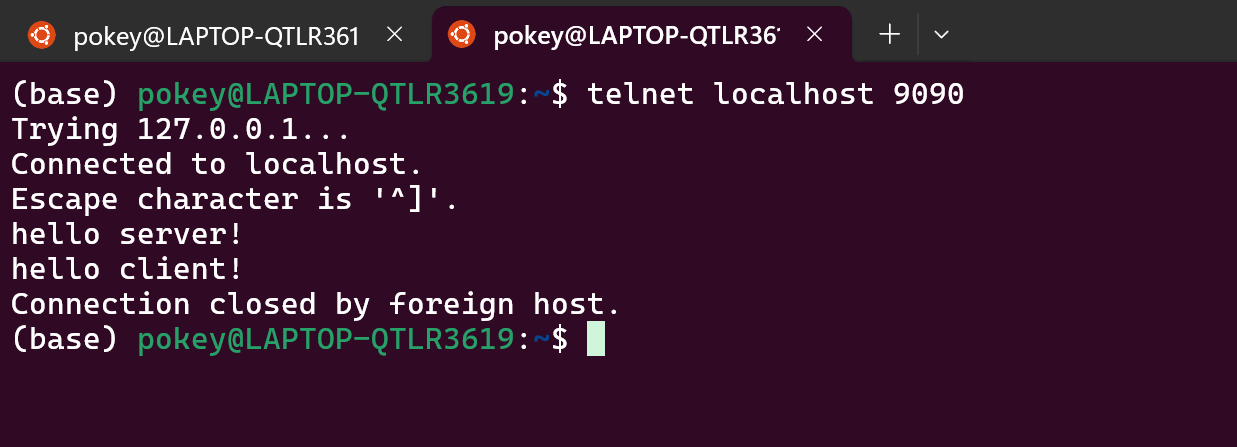 pokey@LAPTOP-QTLR361
pokey@LAPTOP-QTLR36
(base) pokey@LAPTOP-QTLR3619:~$ telnet localhost 9090
Trying 127.0.0.1...
Connected to localhost.
Escape character is '^]'.
hello server!
hello client!
Connection closed by foreign host.
(base) pokey@LAPTOP-QTLR3619:~$